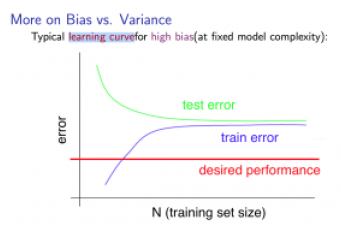 More on Bias vs. Variance
Typical learning curvefor high bias(at fixed model complexity):
test error
error
train error
desired performance
N (training set size)